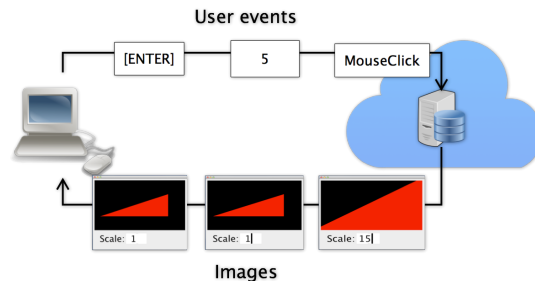 User events
[ENTER]
5
MouseClick
Scale: 1
Scale: 1
Scale: 15
Images